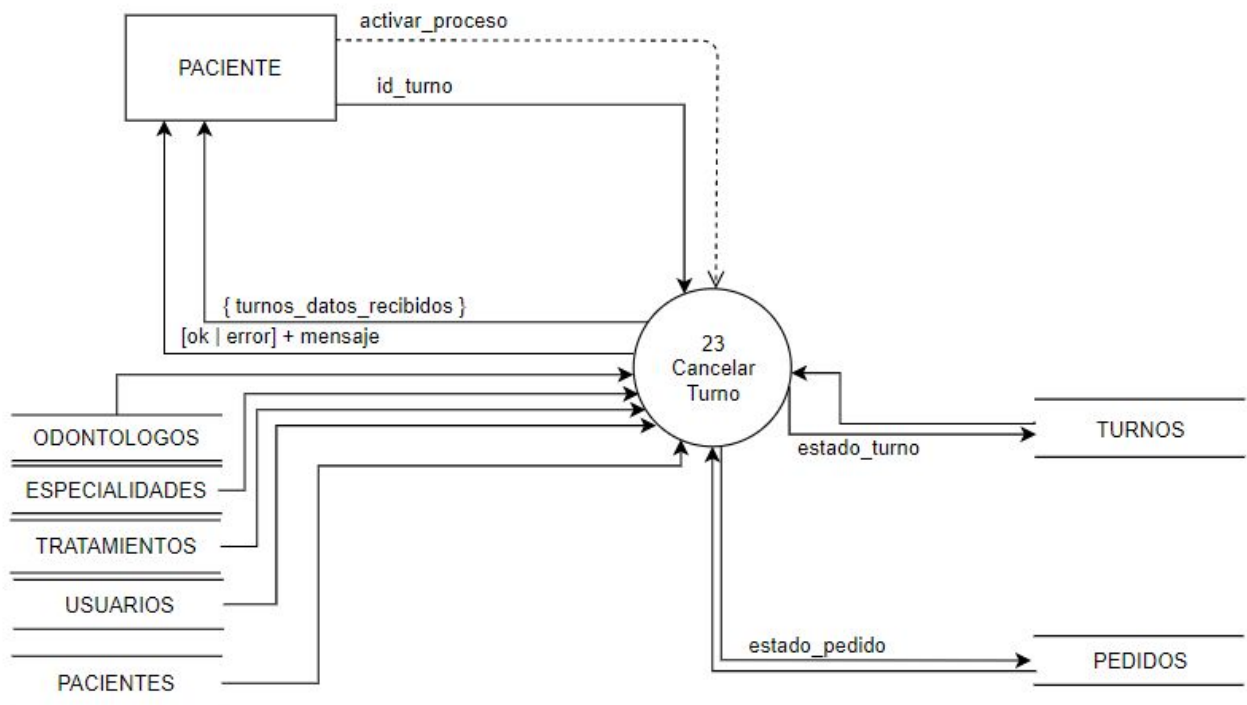 activar_proceso
PACIENTE
id_turno
{ turnos_datos_recibidos }
[ok | error] + mensaje
23
Cancelar
Turno
ODONTOLOGOS
TURNOS
estado_turno
ESPECIALIDADES
TRATAMIENTOS
USUARIOS
estado_pedido
PEDIDOS
PACIENTES